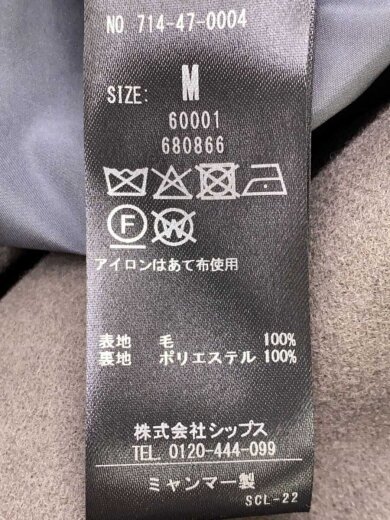 NO. 714-47-0004
SIZE: M
60001
680866
F W
アイロンはあて布使用
表地 毛 100%
裏地 ポリエステル 100%
株式会社シップス
TEL. 0120-444-099
ミャンマー製
SCL-22